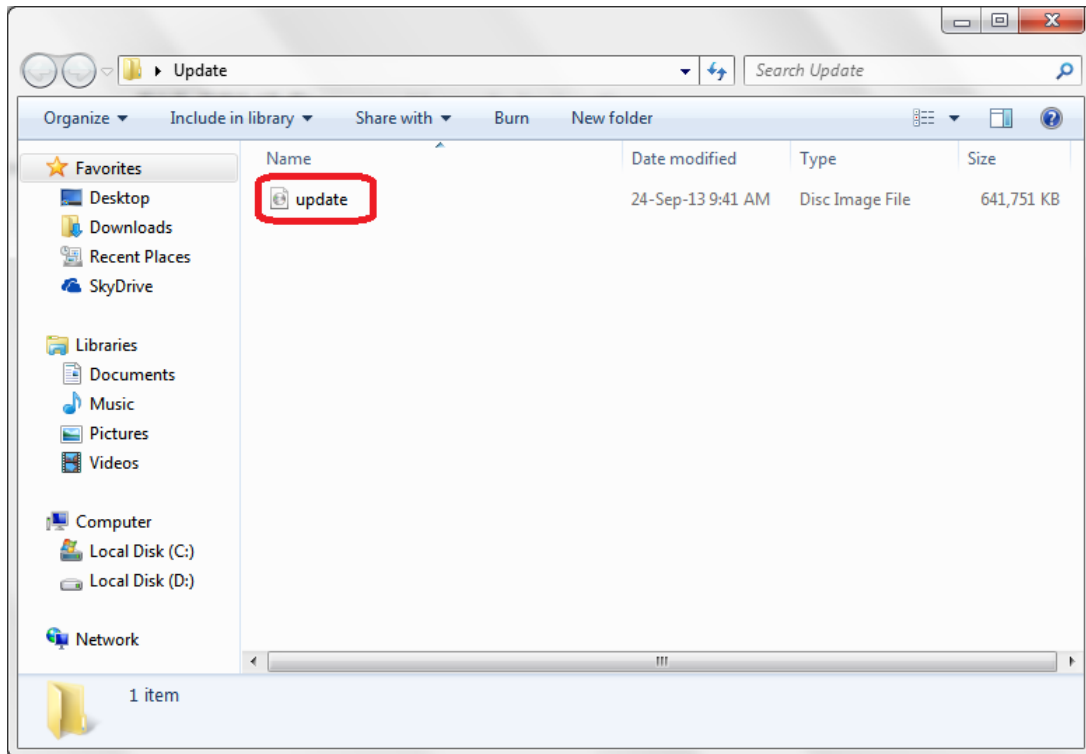 Update
Search Update
Organize Include in library Share with Burn New folder
Favorites
Desktop
Downloads
Recent Places
SkyDrive
Libraries
Documents
Music
Pictures
Videos
Computer
Local Disk (C:)
Local Disk (D:)
Network
Name Date modified Type Size
update 24-Sep-13 9:41 AM Disc Image File 641,751 KB
1 item